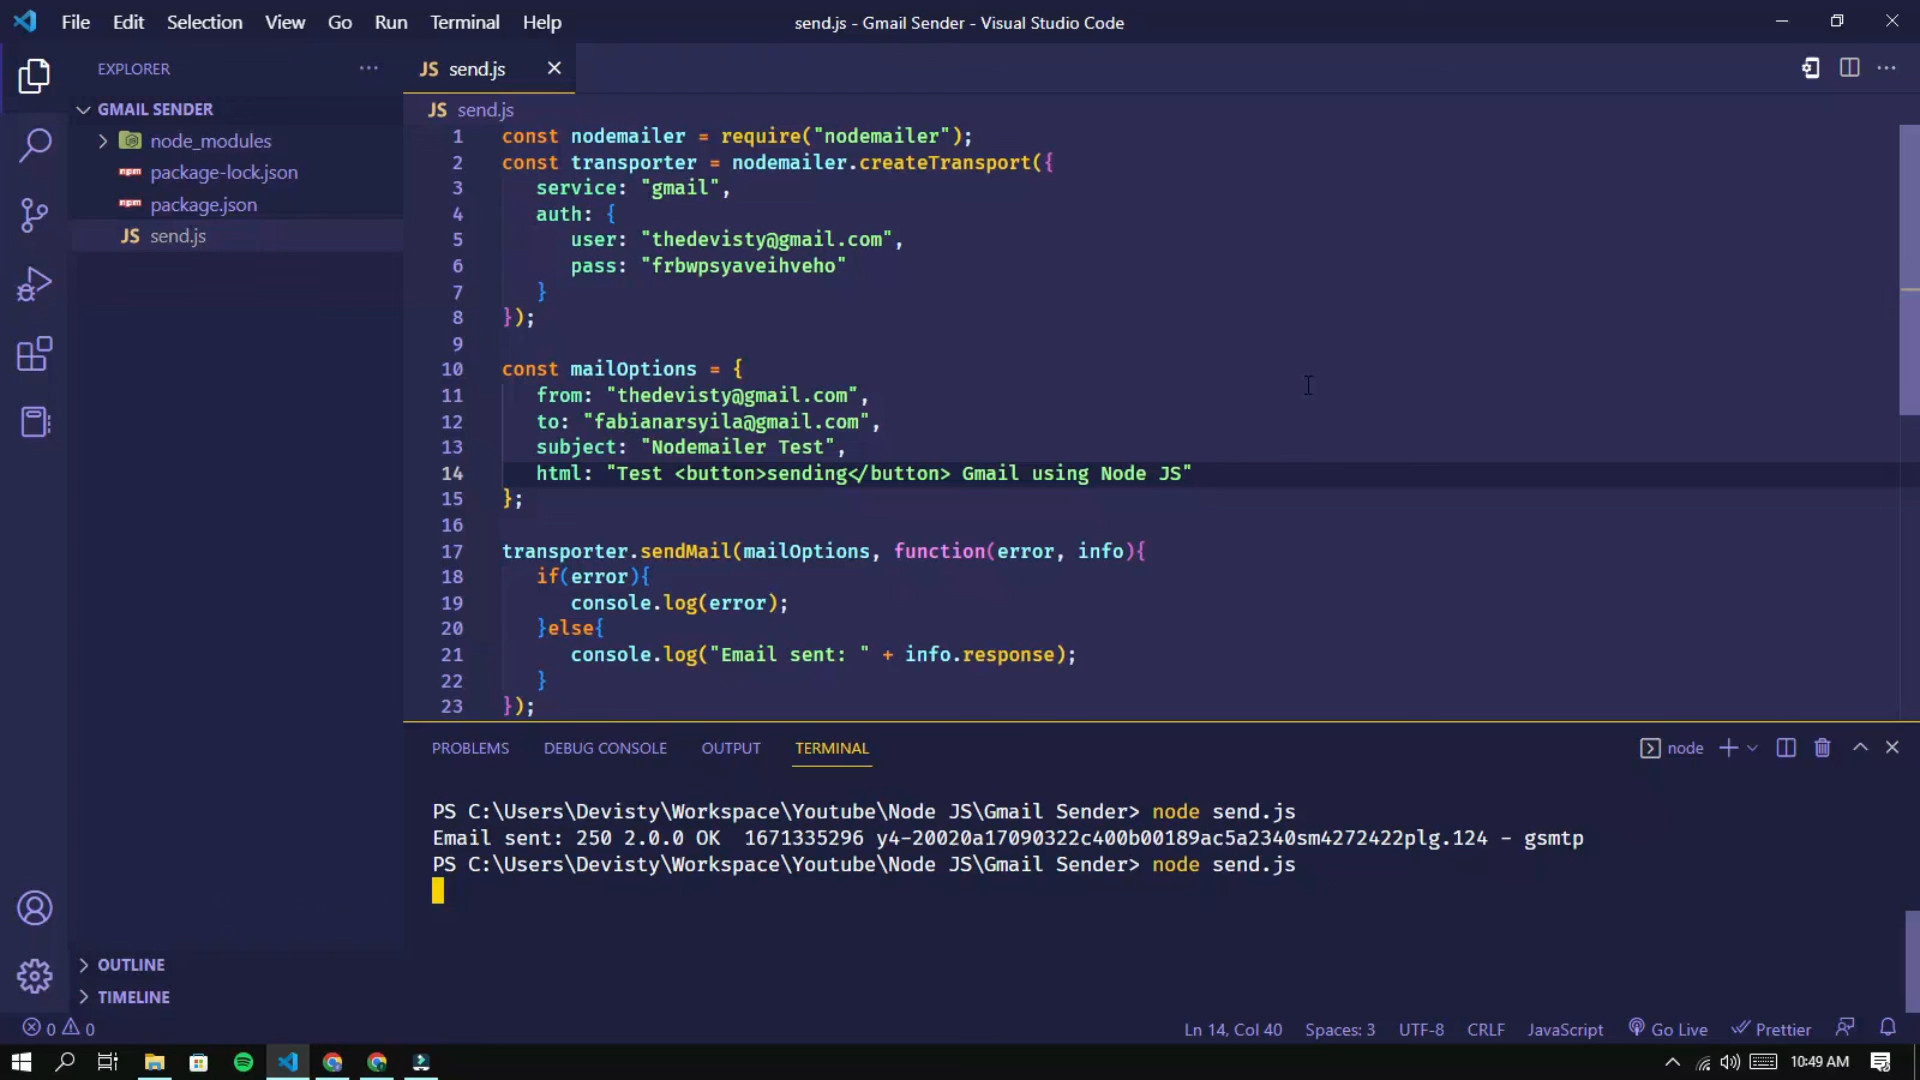 File Edit Selection View Go Run Terminal Help
send.js - Gmail Sender - Visual Studio Code
EXPLORER
GMAIL SENDER
node_modules
package-lock.json
package.json
JS send.js
JS send.js
JS send.js
1 const nodemailer = require("nodemailer");
2 const transporter = nodemailer.createTransport({
3 service: "gmail",
4 auth: {
5 user: "thedevisty@gmail.com",
6 pass: "frbwpsyaveihveho"
7 }
8 });
9
10 const mailOptions = {
11 from: "thedevisty@gmail.com",
12 to: "fabianarsyila@gmail.com",
13 subject: "Nodemailer Test",
14 html: "Test <button>sending</button> Gmail using Node JS"
15 };
16
17 transporter.sendMail(mailOptions, function(error, info){
18 if(error){
19 console.log(error);
20 }else{
21 console.log("Email sent: " + info.response);
22 }
23 });
PROBLEMS DEBUG CONSOLE OUTPUT TERMINAL
node
PS C:\Users\Devisty\Workspace\Youtube\Node JS\Gmail Sender> node send.js
Email sent: 250 2.0.0 OK 1671335296 y4-20020a17090322c400b00189ac5a2340sm4272422plg.124 - gsmtp
PS C:\Users\Devisty\Workspace\Youtube\Node JS\Gmail Sender> node send.js
OUTLINE
TIMELINE
0 0
Ln 14, Col 40 Spaces: 3 UTF-8 CRLF JavaScript Go Live Prettier
10:49 AM